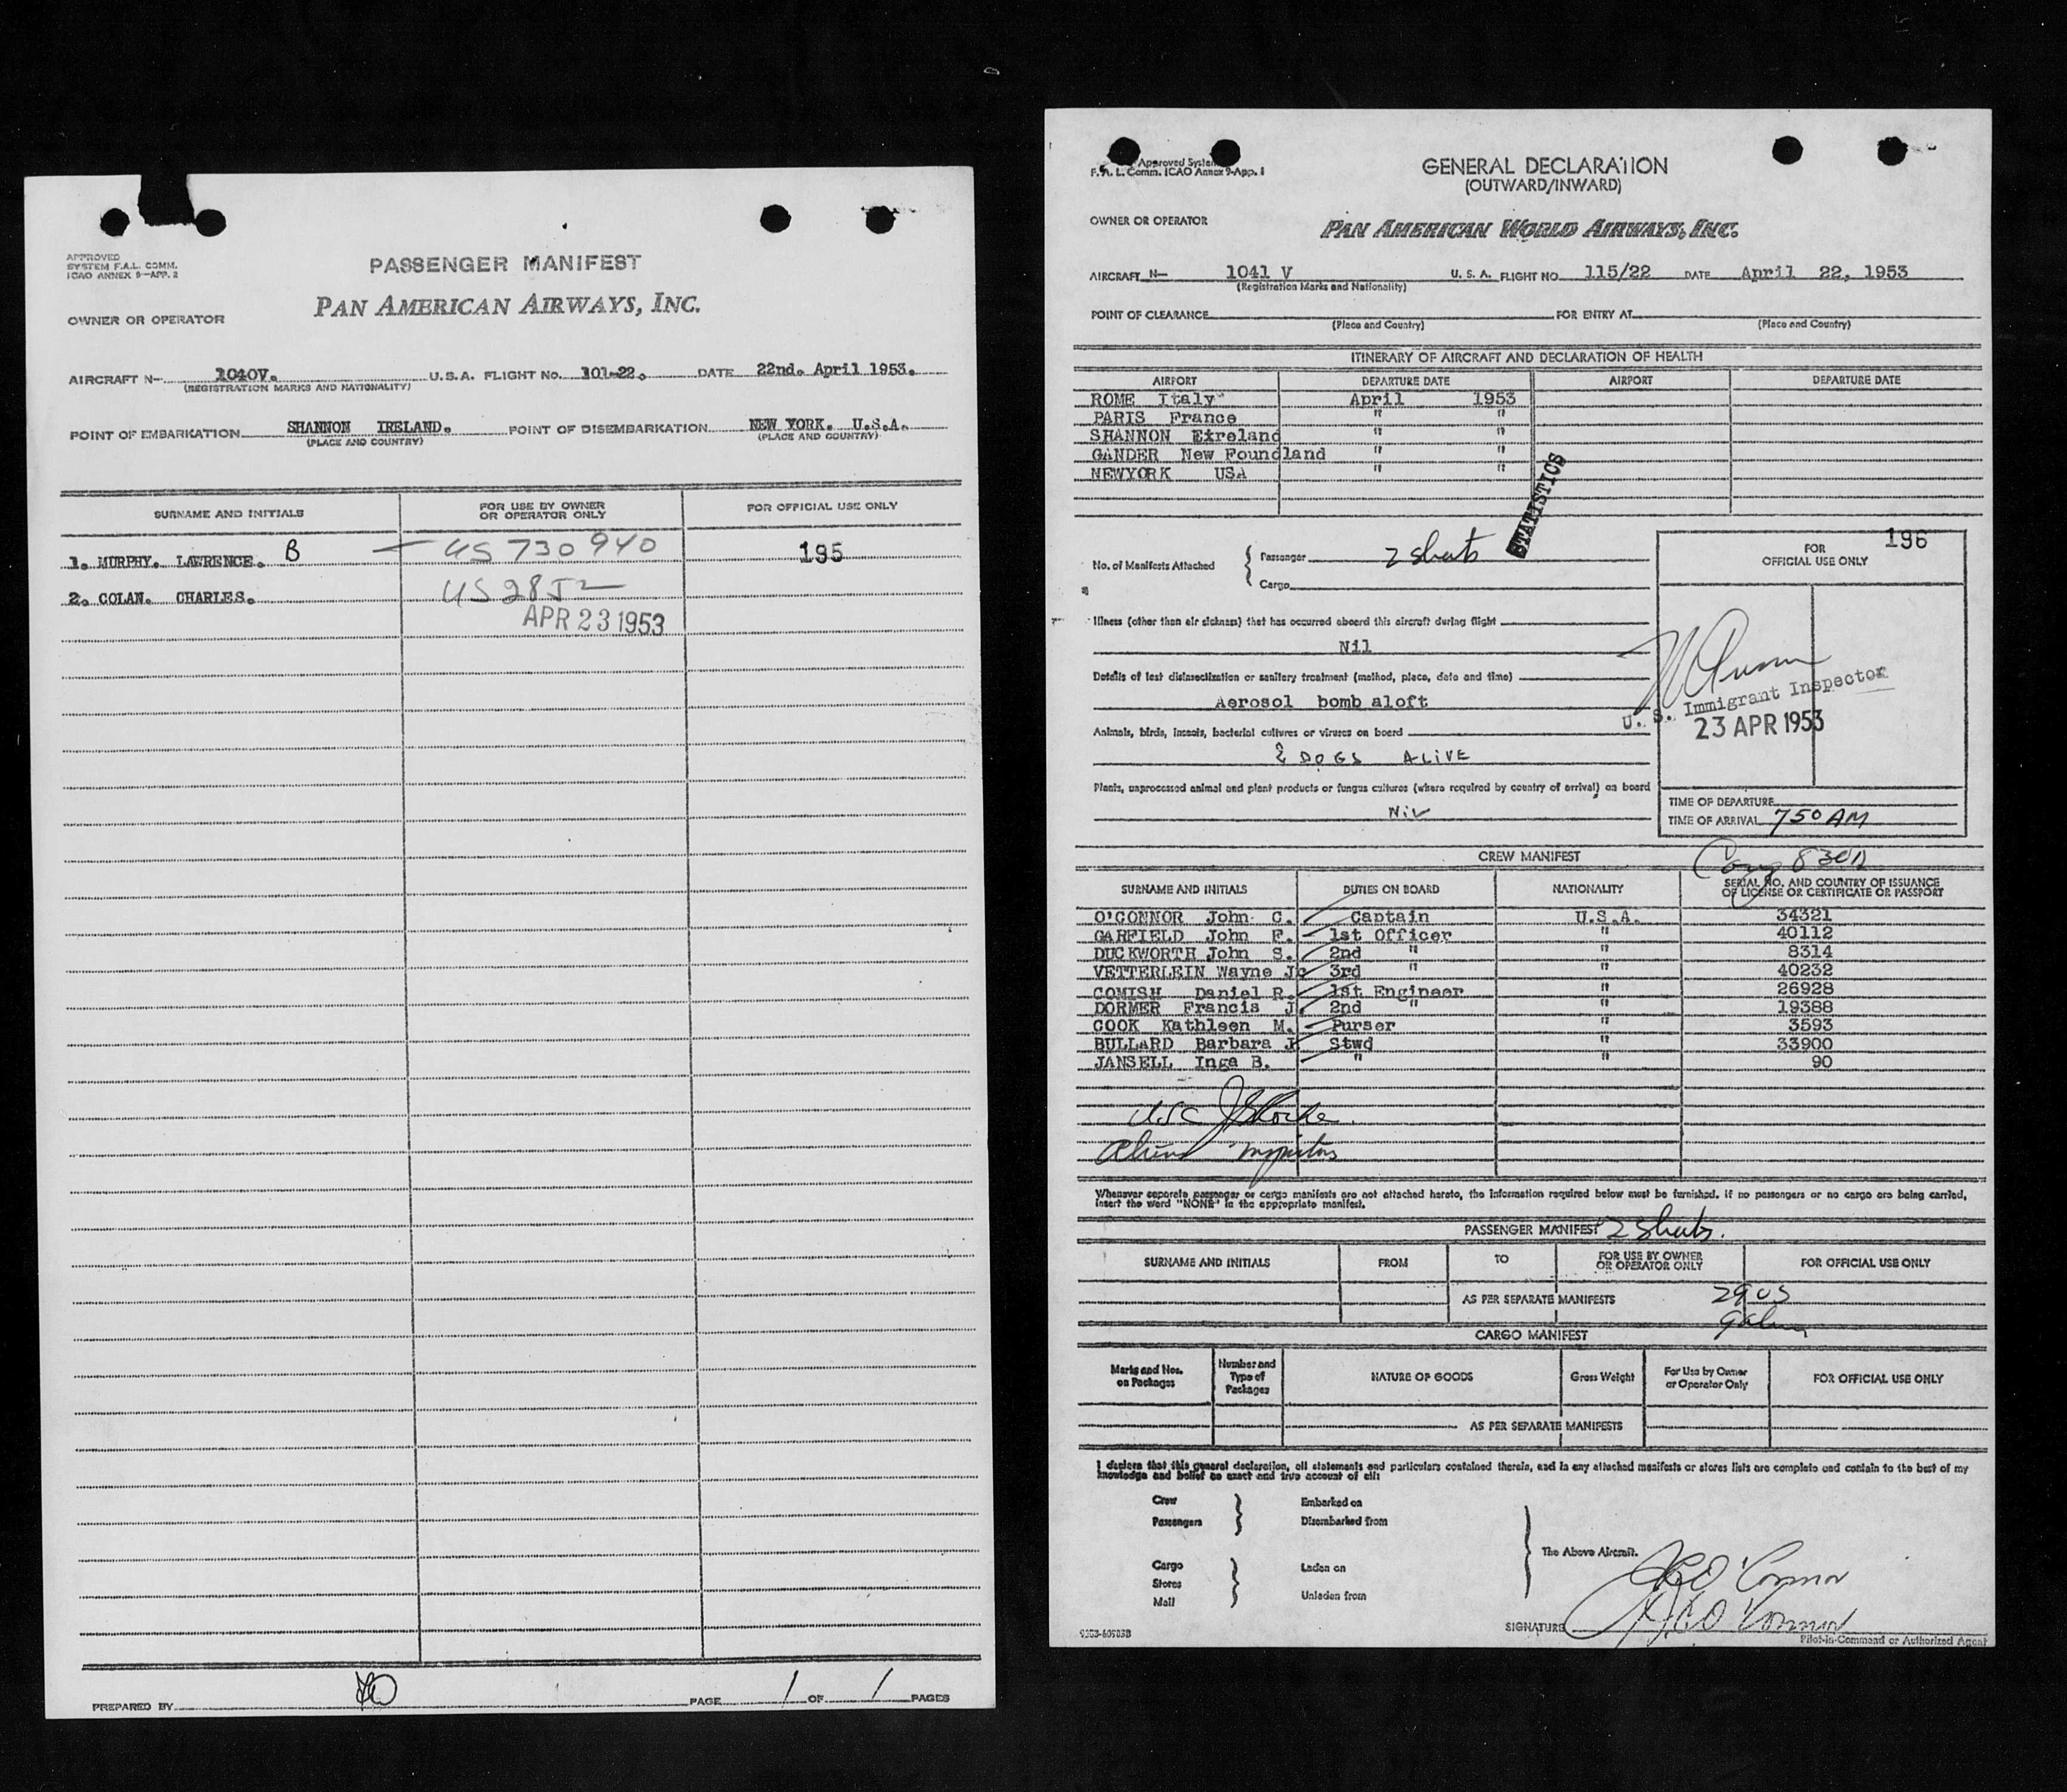 APPROVED
SYSTEM F.A.L. COMM.
ICAO ANNEX 9—APP. 2
PASSENGER MANIFEST
PAN AMERICAN AIRWAYS, INC.
OWNER OR OPERATOR
AIRCRAFT N— 1040V. U.S.A. FLIGHT NO. 101-22. DATE 22nd. April 1953.
(REGISTRATION MARKS AND NATIONALITY)
POINT OF EMBARKATION SHANNON IRELAND. POINT OF DISEMBARKATION NEW YORK. U.S.A.
(PLACE AND COUNTRY) (PLACE AND COUNTRY)
SURNAME AND INITIALS FOR USE BY OWNER OR OPERATOR ONLY FOR OFFICIAL USE ONLY
1. MURPHY. LAWRENCE. B — US 730940 195
2. COLAN. CHARLES. US 2852
APR 23 1953
PREPARED BY PAGE 1 OF 1 PAGES
Approved System
F.A.L. Comm. ICAO Annex 9-App. 1
GENERAL DECLARATION
(OUTWARD/INWARD)
OWNER OR OPERATOR PAN AMERICAN WORLD AIRWAYS, INC.
AIRCRAFT N— 1041 V U. S. A. FLIGHT NO. 115/22 DATE April 22, 1953
(Registration Marks and Nationality)
POINT OF CLEARANCE FOR ENTRY AT
(Place and Country) (Place and Country)
ITINERARY OF AIRCRAFT AND DECLARATION OF HEALTH
AIRPORT DEPARTURE DATE AIRPORT DEPARTURE DATE
ROME Italy April 1953
PARIS France " "
SHANNON Eireland " "
GANDER New Foundland " "
NEWYORK USA " "
STATISTICS
No. of Manifests Attached { Passenger 2 sheets
Cargo
FOR OFFICIAL USE ONLY 196
Illness (other than air sickness) that has occurred aboard this aircraft during flight
Nil
Details of last disinsectization or sanitary treatment (method, place, date and time)
Aerosol bomb aloft
U. S. Immigrant Inspector
23 APR 1953
Animals, birds, insects, bacterial cultures or viruses on board
2 DOGS ALIVE
Plants, unprocessed animal and plant products or fungus cultures (where required by country of arrival) on board
NiL
TIME OF DEPARTURE
TIME OF ARRIVAL 750 AM
CREW MANIFEST
SURNAME AND INITIALS DUTIES ON BOARD NATIONALITY SERIAL NO. AND COUNTRY OF ISSUANCE OF LICENSE OR CERTIFICATE OR PASSPORT
O'CONNOR John C. Captain U.S.A. 34321
GARFIELD John F. 1st Officer " 40112
DUCKWORTH John S. 2nd " " 8314
VETTERLEIN Wayne J. 3rd " " 40232
COMISH Daniel R. 1st Engineer " 26928
DORMER Francis J. 2nd " " 19388
COOK Kathleen M. Purser " 3593
BULLARD Barbara J. Stwd " 33900
JANSELL Inga B. " " 90
Whenever separate passenger or cargo manifests are not attached hereto, the information required below must be furnished. If no passengers or no cargo are being carried,
insert the word "NONE" in the appropriate manifest.
PASSENGER MANIFEST 2 sheets.
SURNAME AND INITIALS FROM TO FOR USE BY OWNER OR OPERATOR ONLY FOR OFFICIAL USE ONLY
AS PER SEPARATE MANIFESTS 29 US
CARGO MANIFEST
Marks and Nos. on Packages Number and Type of Packages NATURE OF GOODS Gross Weight For Use by Owner or Operator Only FOR OFFICIAL USE ONLY
AS PER SEPARATE MANIFESTS
I declare that this general declaration, all statements and particulars contained therein, and in any attached manifests or stores lists are complete and contain to the best of my
knowledge and belief an exact and true account of all:
Crew Embarked on
Passengers Disembarked from
The Above Aircraft.
Cargo Laden on
Stores
Mail Unladen from
JCO'Connor
SIGNATURE JCO'Connor
Pilot-in-Command or Authorized Agent